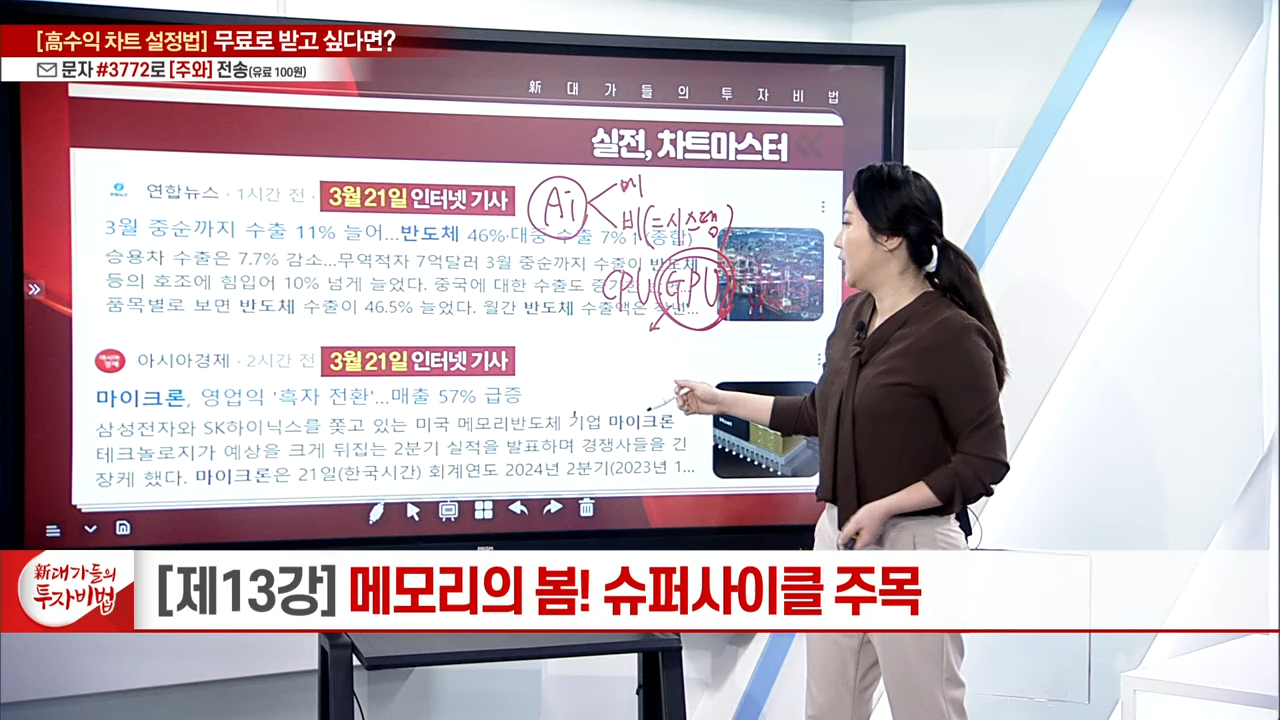 [高수익 차트 설정법] 무료로 받고 싶다면?
문자 #3772로 [주와] 전송(유료 100원)
新 대가들의 투자비법
실전, 차트마스터
연합뉴스 · 1시간 전 · 3월 21일 인터넷 기사
3월 중순까지 수출 11% 늘어...반도체 46%·대중 수출 7%↑(종합)
승용차 수출은 7.7% 감소...무역적자 7억달러 3월 중순까지 수출이 반도체
등의 호조에 힘입어 10% 넘게 늘었다. 중국에 대한 수출도
품목별로 보면 반도체 수출이 46.5% 늘었다. 월간 반도체 수출액은
Ai
메
비(=시스템)
CPU GPU
아시아경제 · 2시간 전 3월 21일 인터넷 기사
마이크론, 영업익 '흑자 전환'...매출 57% 급증
삼성전자와 SK하이닉스를 쫓고 있는 미국 메모리반도체 기업 마이크론
테크놀로지가 예상을 크게 뒤집는 2분기 실적을 발표하며 경쟁사들을 긴
장케 했다. 마이크론은 21일(한국시간) 회계연도 2024년 2분기(2023년 1...
PRISM
新대가들의
투자비법
[제13강] 메모리의 봄! 슈퍼사이클 주목